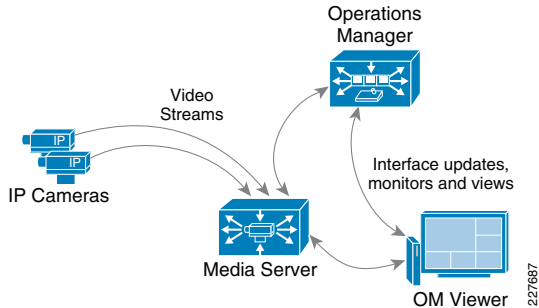 Operations
Manager
Video
Streams
IP
IP
IP Cameras
Interface updates,
monitors and views
Media Server
OM Viewer
227687